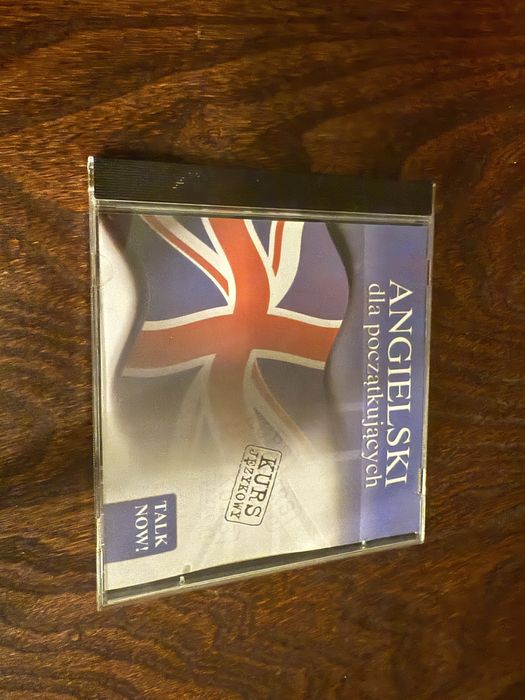 ANGIELSKI
dla początkujących
KURS
JĘZYKOWY
TALK
NOW!